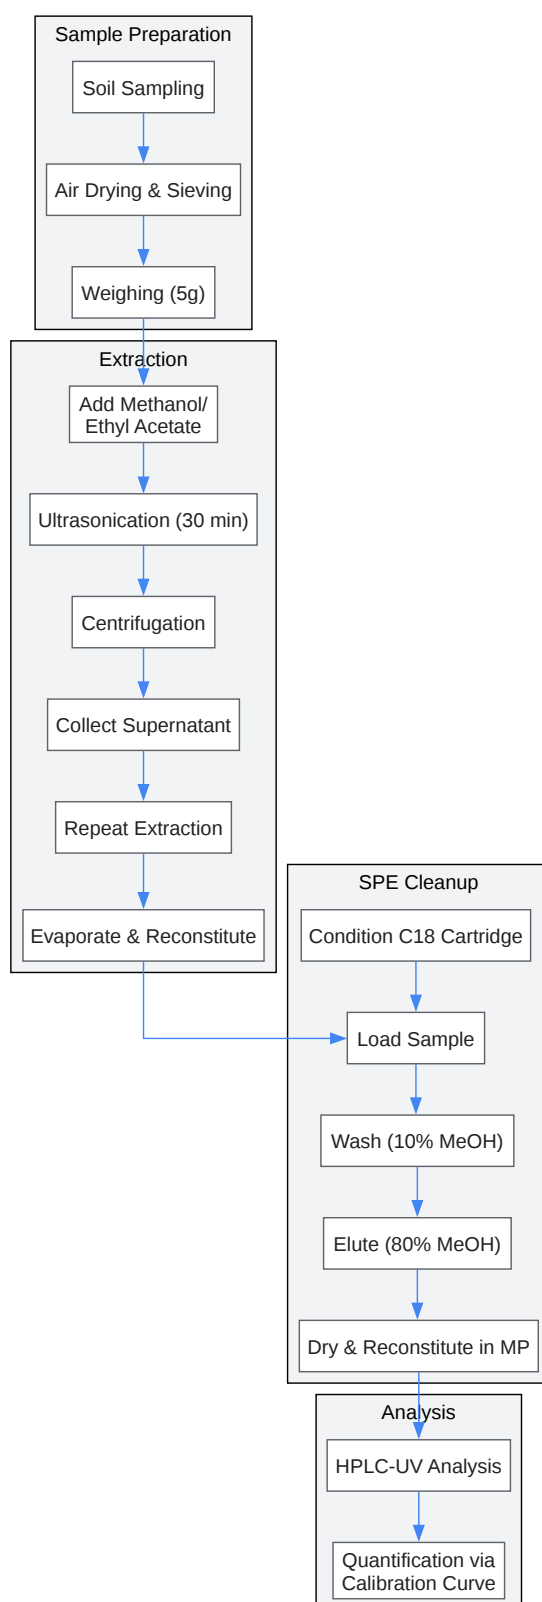 Sample Preparation
Soil Sampling
Air Drying & Sieving
Weighing (5g)
Extraction
Add Methanol/
Ethyl Acetate
Ultrasonication (30 min)
Centrifugation
Collect Supernatant
Repeat Extraction
Evaporate & Reconstitute
SPE Cleanup
Condition C18 Cartridge
Load Sample
Wash (10% MeOH)
Elute (80% MeOH)
Dry & Reconstitute in MP
Analysis
HPLC-UV Analysis
Quantification via
Calibration Curve